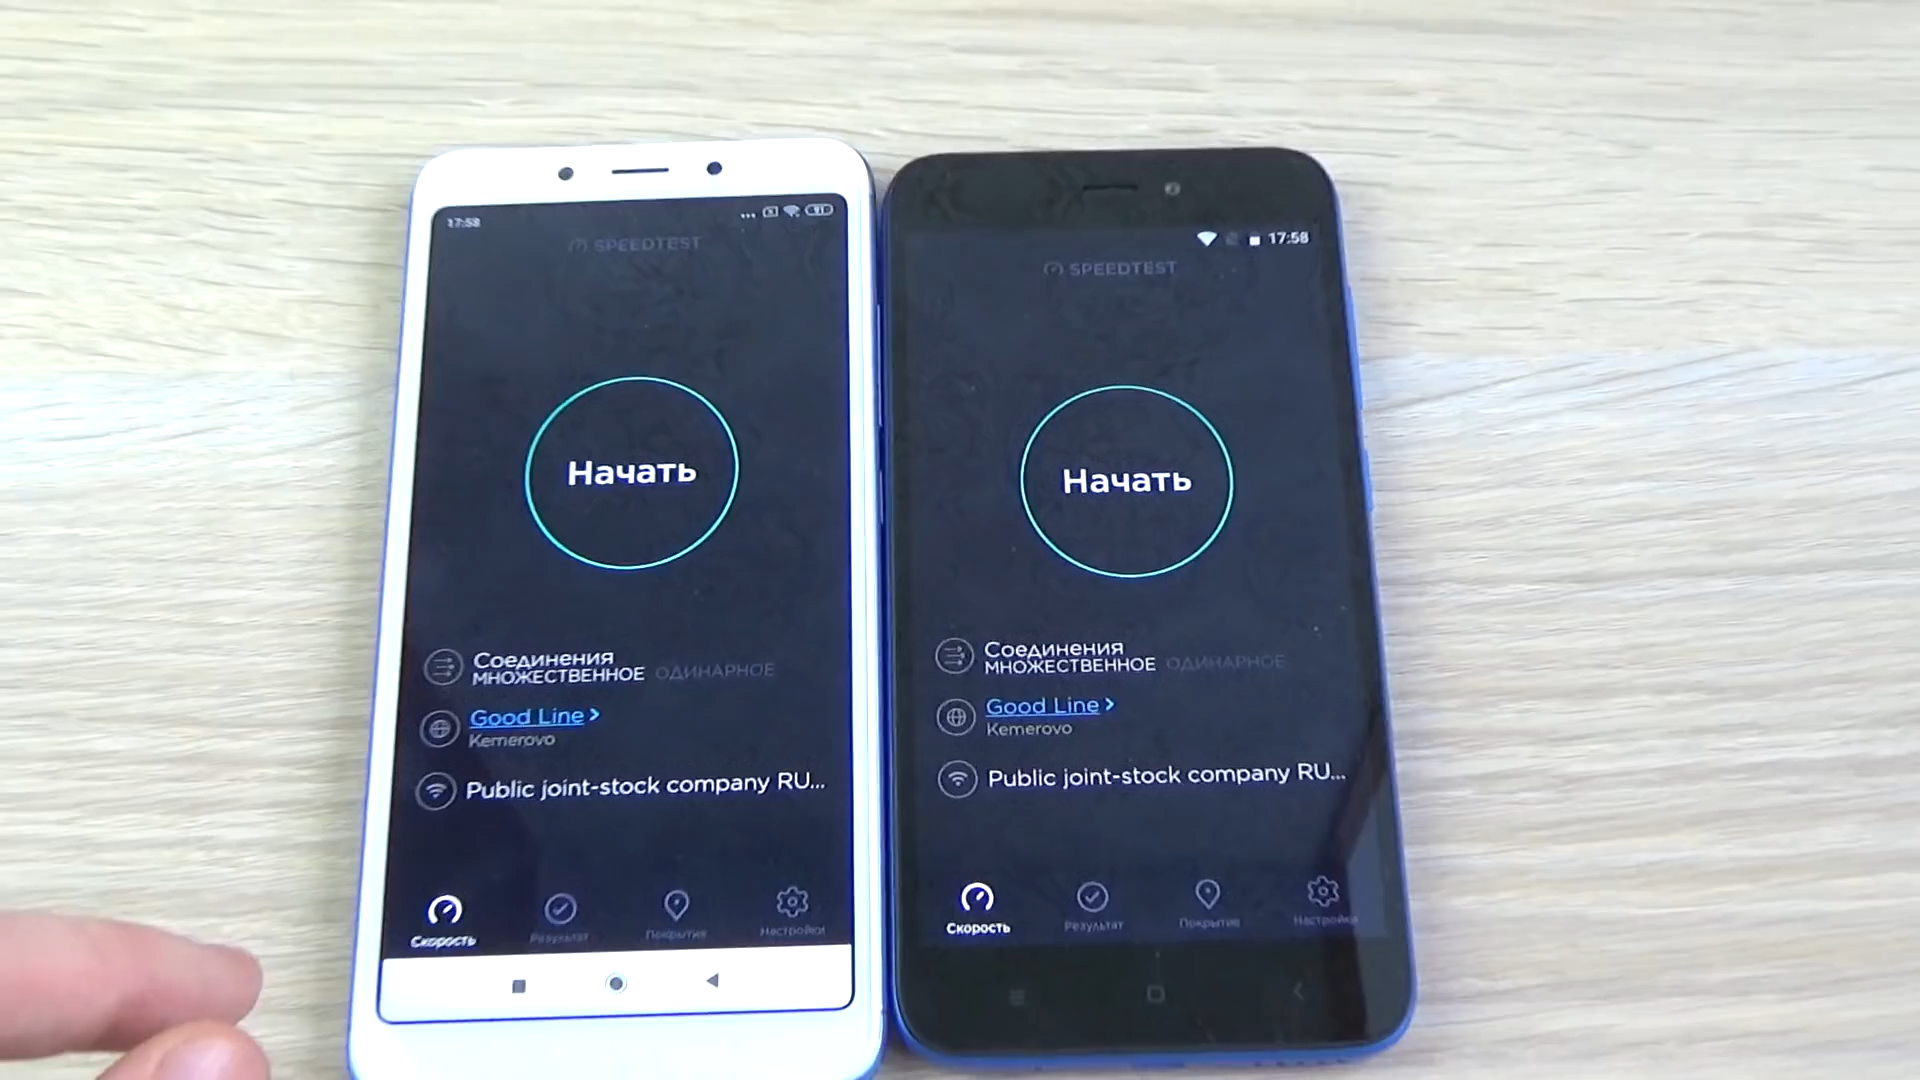 17:58
91
SPEEDTEST
Начать
Соединения
МНОЖЕСТВЕННОЕ ОДИНАРНОЕ
Good Line >
Kemerovo
Public joint-stock company RU...
Скорость Результат Покрытие Настройки
17:58
SPEEDTEST
Начать
Соединения
МНОЖЕСТВЕННОЕ ОДИНАРНОЕ
Good Line >
Kemerovo
Public joint-stock company RU...
Скорость Результат Покрытие Настройки